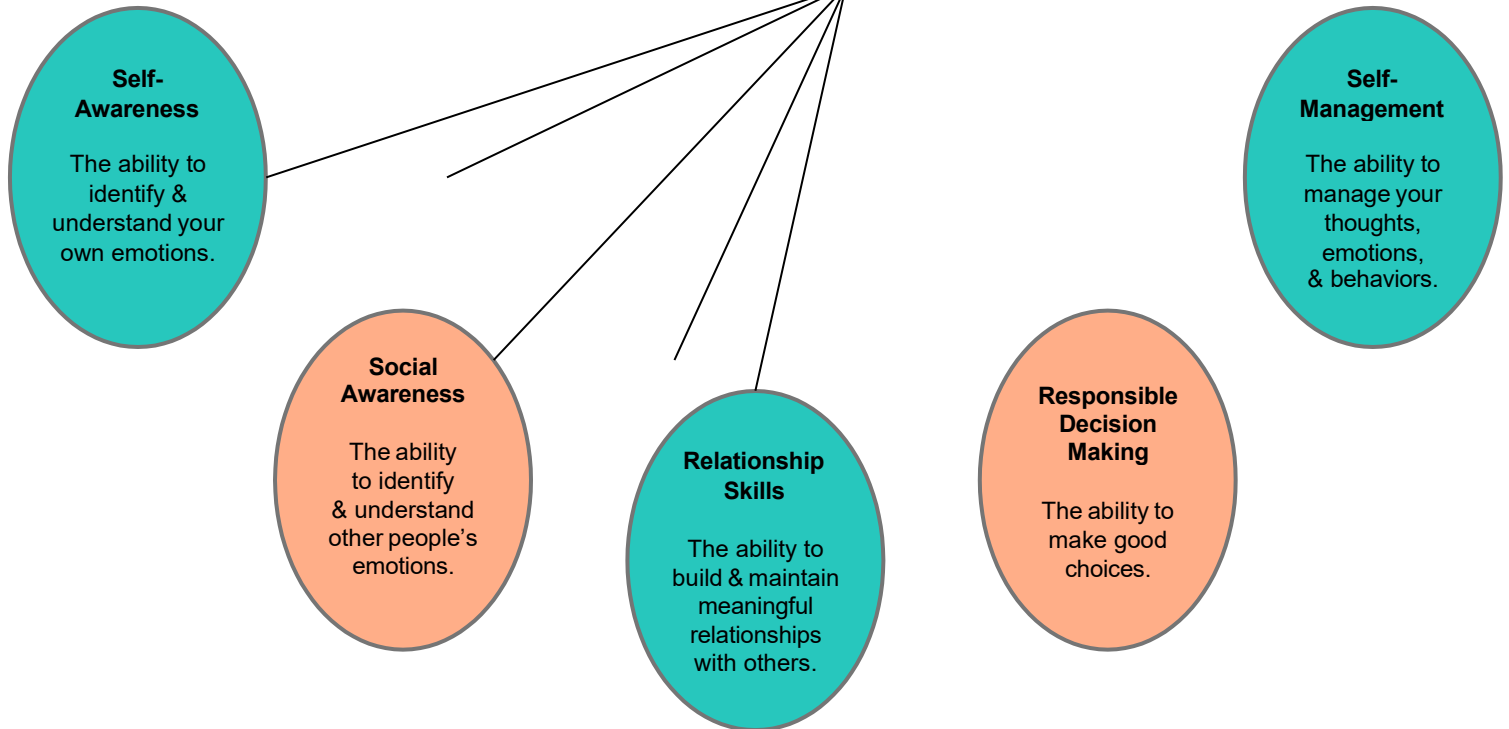 Self-
Awareness
The ability to
identify &
understand your
own emotions.
Social
Awareness
The ability
to identify
& understand
other people’s
emotions.
Relationship
Skills
The ability to
build & maintain
meaningful
relationships
with others.
Responsible
Decision
Making
The ability to
make good
choices.
Self-
Management
The ability to
manage your
thoughts,
emotions,
& behaviors.